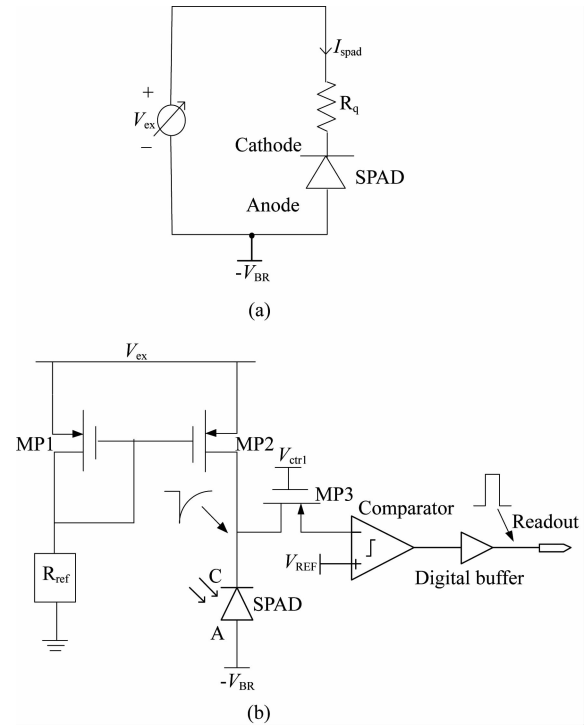 I_spad
+
V_ex
−
R_q
Cathode
SPAD
Anode
-V_BR
(a)
V_ex
MP1
MP2
V_ctr1
MP3
Comparator
Readout
R_ref
V_REF
−
+
Digital buffer
C
SPAD
A
-V_BR
(b)